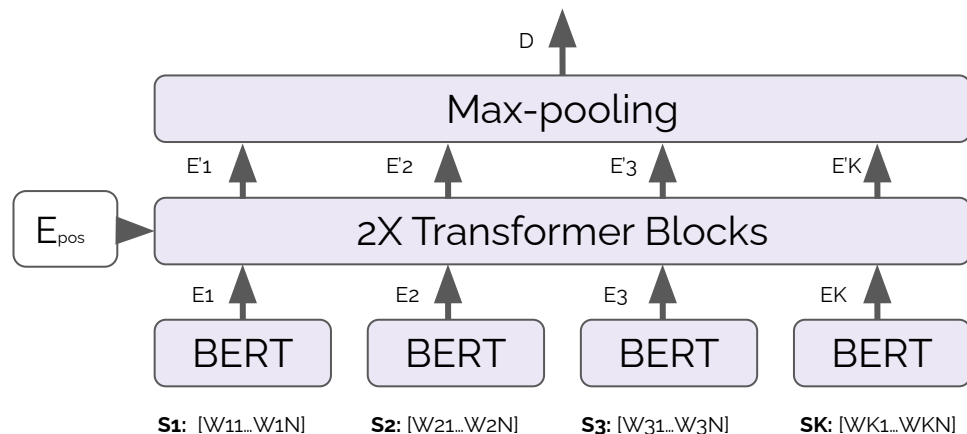 D
Max-pooling
E'1 E'2 E'3 E'K
Epos
2X Transformer Blocks
E1 E2 E3 EK
BERT BERT BERT BERT
S1: [W11...W1N] S2: [W21...W2N] S3: [W31...W3N] SK: [WK1...WKN]